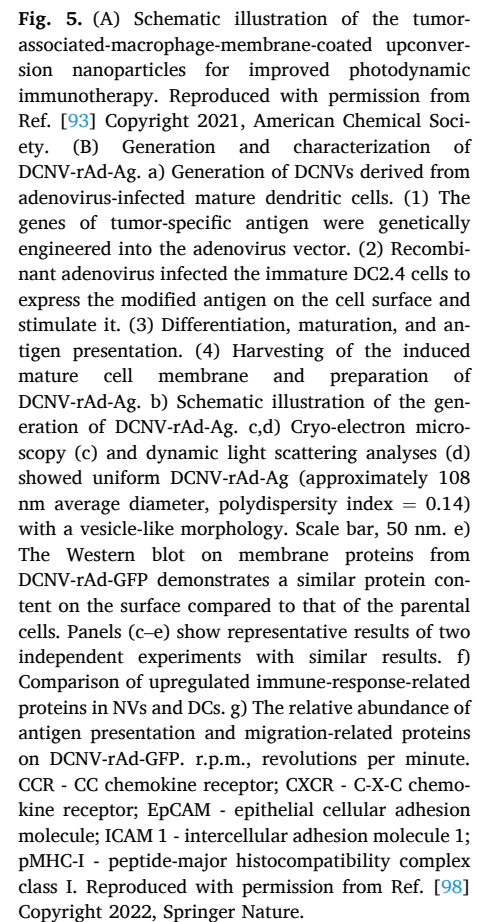 Fig. 5. (A) Schematic illustration of the tumor-
associated-macrophage-membrane-coated upconver-
sion nanoparticles for improved photodynamic
immunotherapy. Reproduced with permission from
Ref. [93] Copyright 2021, American Chemical Soci-
ety. (B) Generation and characterization of
DCNV-rAd-Ag. a) Generation of DCNVs derived from
adenovirus-infected mature dendritic cells. (1) The
genes of tumor-specific antigen were genetically
engineered into the adenovirus vector. (2) Recombi-
nant adenovirus infected the immature DC2.4 cells to
express the modified antigen on the cell surface and
stimulate it. (3) Differentiation, maturation, and an-
tigen presentation. (4) Harvesting of the induced
mature cell membrane and preparation of
DCNV-rAd-Ag. b) Schematic illustration of the gen-
eration of DCNV-rAd-Ag. c,d) Cryo-electron micro-
scopy (c) and dynamic light scattering analyses (d)
showed uniform DCNV-rAd-Ag (approximately 108
nm average diameter, polydispersity index = 0.14)
with a vesicle-like morphology. Scale bar, 50 nm. e)
The Western blot on membrane proteins from
DCNV-rAd-GFP demonstrates a similar protein con-
tent on the surface compared to that of the parental
cells. Panels (c–e) show representative results of two
independent experiments with similar results. f)
Comparison of upregulated immune-response-related
proteins in NVs and DCs. g) The relative abundance of
antigen presentation and migration-related proteins
on DCNV-rAd-GFP. r.p.m., revolutions per minute.
CCR - CC chemokine receptor; CXCR - C-X-C chemo-
kine receptor; EpCAM - epithelial cellular adhesion
molecule; ICAM 1 - intercellular adhesion molecule 1;
pMHC-I - peptide-major histocompatibility complex
class I. Reproduced with permission from Ref. [98]
Copyright 2022, Springer Nature.